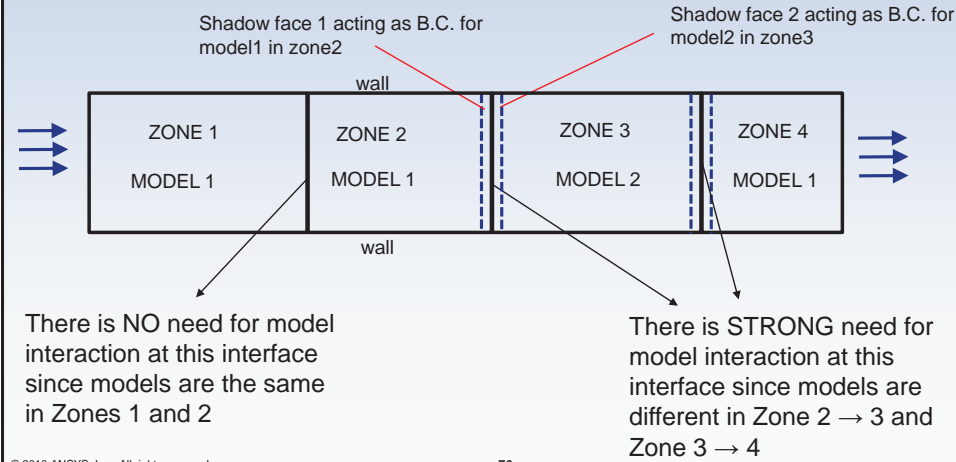 Shadow face 1 acting as B.C. for
model1 in zone2
Shadow face 2 acting as B.C. for
model2 in zone3
wall
ZONE 1
MODEL 1
ZONE 2
MODEL 1
ZONE 3
MODEL 2
ZONE 4
MODEL 1
wall
There is NO need for model
interaction at this interface
since models are the same
in Zones 1 and 2
There is STRONG need for
model interaction at this
interface since models are
different in Zone 2 → 3 and
Zone 3 → 4